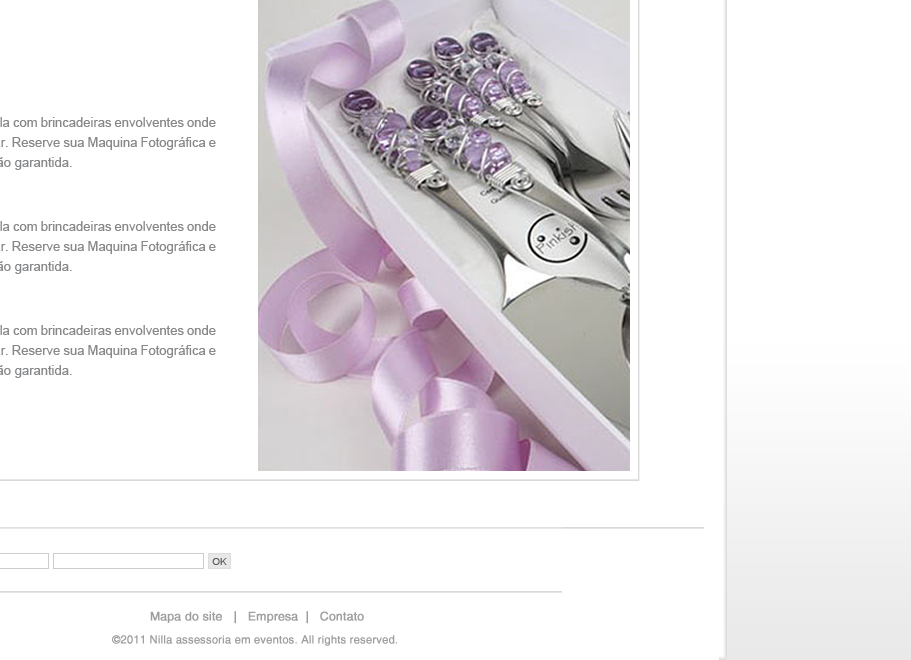 la com brincadeiras envolventes onde
r. Reserve sua Maquina Fotográfica e
ão garantida.
la com brincadeiras envolventes onde
r. Reserve sua Maquina Fotográfica e
ão garantida.
la com brincadeiras envolventes onde
r. Reserve sua Maquina Fotográfica e
ão garantida.
Pinkish
OK
Mapa do site | Empresa | Contato
©2011 Nilla assessoria em eventos. All rights reserved.